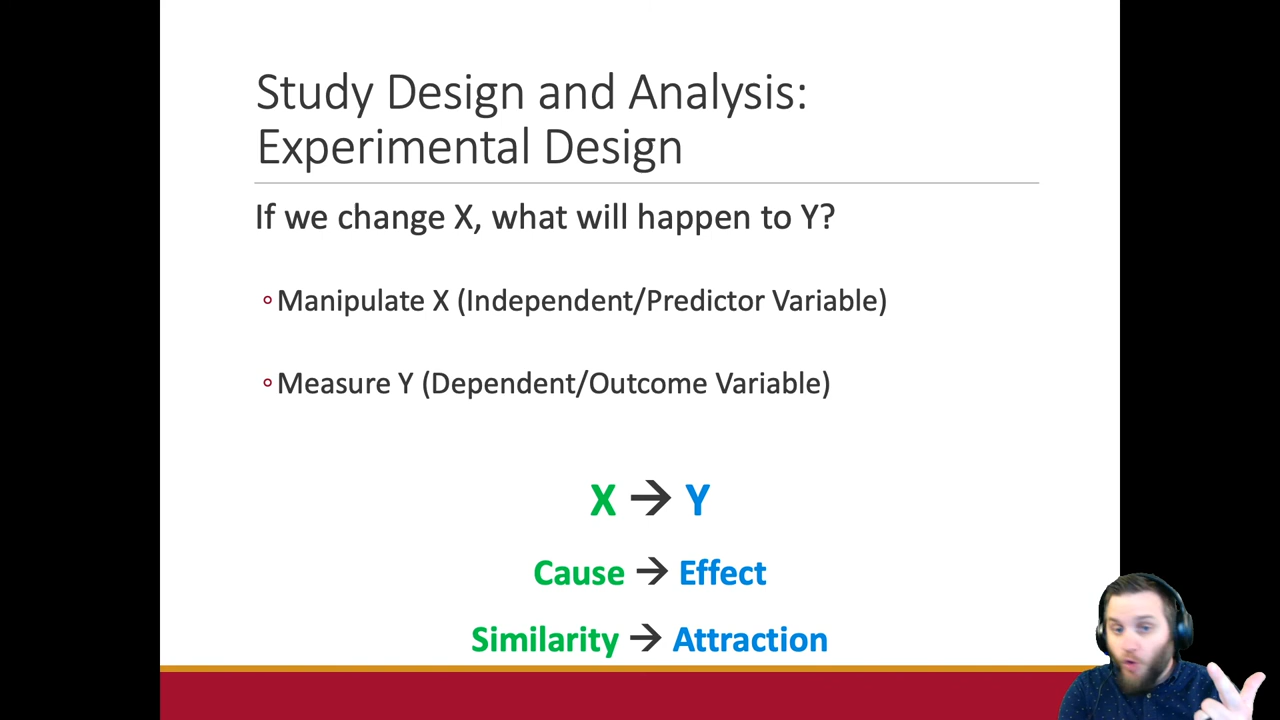 Study Design and Analysis:
Experimental Design
If we change X, what will happen to Y?
◦ Manipulate X (Independent/Predictor Variable)
◦ Measure Y (Dependent/Outcome Variable)
X → Y
Cause → Effect
Similarity → Attraction